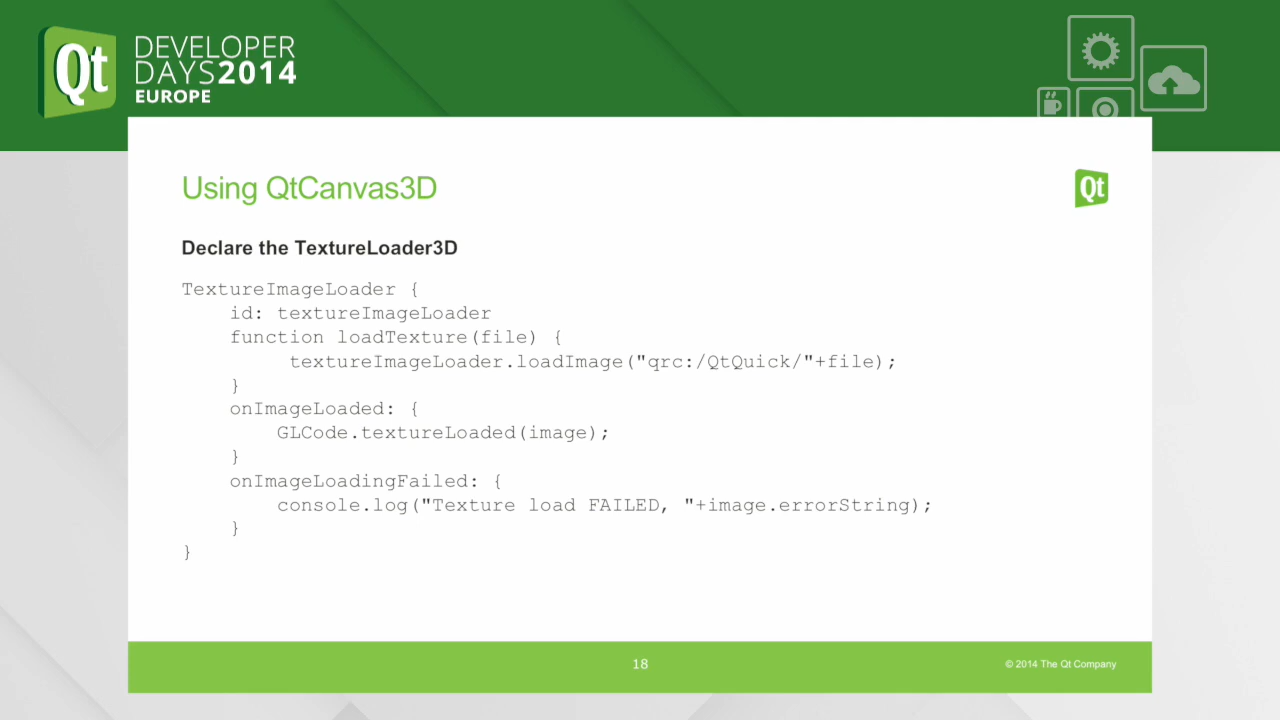 Qt
DEVELOPER
DAYS2014
EUROPE
Using QtCanvas3D
Qt
Declare the TextureLoader3D
TextureImageLoader {
    id: textureImageLoader
    function loadTexture(file) {
         textureImageLoader.loadImage("qrc:/QtQuick/"+file);
    }
    onImageLoaded: {
        GLCode.textureLoaded(image);
    }
    onImageLoadingFailed: {
        console.log("Texture load FAILED, "+image.errorString);
    }
}
18
© 2014 The Qt Company